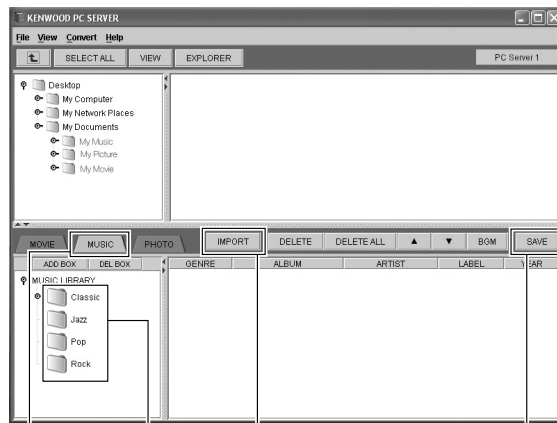 KENWOOD PC SERVER
File View Convert Help
SELECT ALL VIEW EXPLORER PC Server 1
Desktop
My Computer
My Network Places
My Documents
My Music
My Picture
My Movie
MOVIE MUSIC PHOTO IMPORT DELETE DELETE ALL ▲ ▼ BGM SAVE
ADD BOX DEL BOX GENRE ALBUM ARTIST LABEL YEAR
MUSIC LIBRARY
Classic
Jazz
Pop
Rock